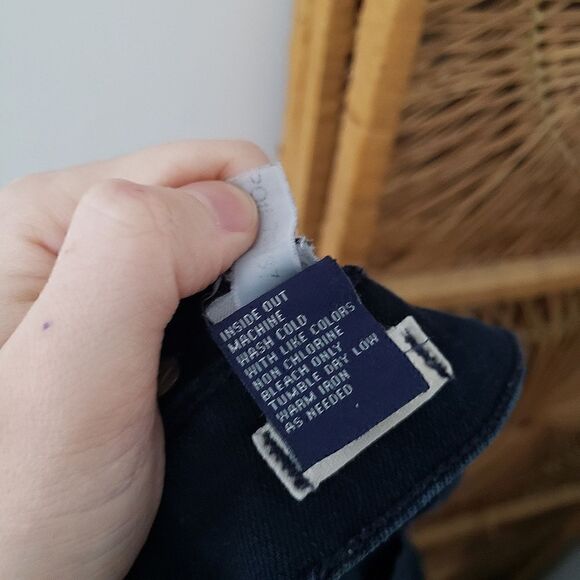 INSIDE OUT
MACHINE
WASH COLD
WITH LIKE COLORS
NON CHLORINE
BLEACH ONLY
TUMBLE DRY LOW
WARM IRON
AS NEEDED